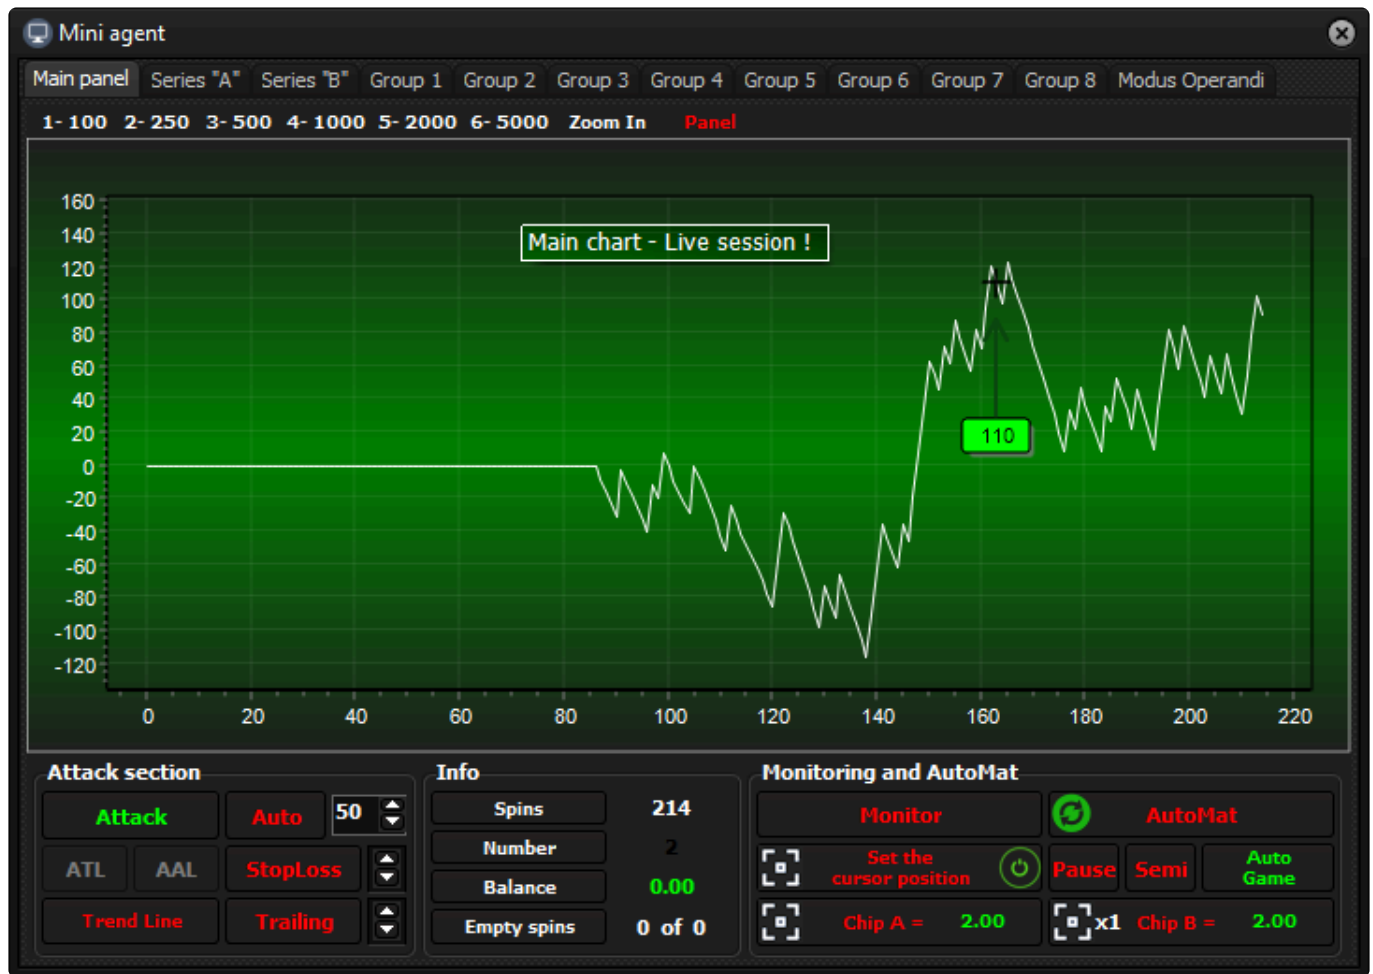 Mini agent
Main panel Series "A" Series "B" Group 1 Group 2 Group 3 Group 4 Group 5 Group 6 Group 7 Group 8 Modus Operandi
1- 100 2- 250 3- 500 4- 1000 5- 2000 6- 5000 Zoom In Panel
Main chart - Live session !
160
140
120
100
80
60
40
20
0
-20
-40
-60
-80
-100
-120
110
0 20 40 60 80 100 120 140 160 180 200 220
Attack section
Attack Auto 50
ATL AAL StopLoss
Trend Line Trailing
Info
Spins 214
Number 2
Balance 0.00
Empty spins 0 of 0
Monitoring and AutoMat
Monitor AutoMat
Set the
cursor position
Pause Semi Auto
Game
Chip A = 2.00 x1 Chip B = 2.00